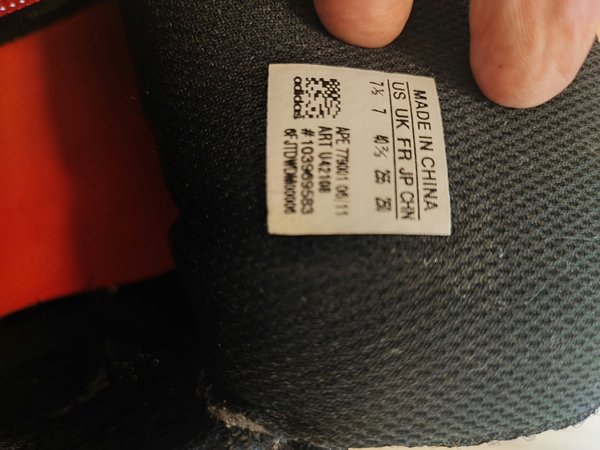 MADE IN CHINA
US UK FR JP CHN
7½ 7 40⅔ 255 250
adidas
APE 779001 06/11
ART U42108
#103969583